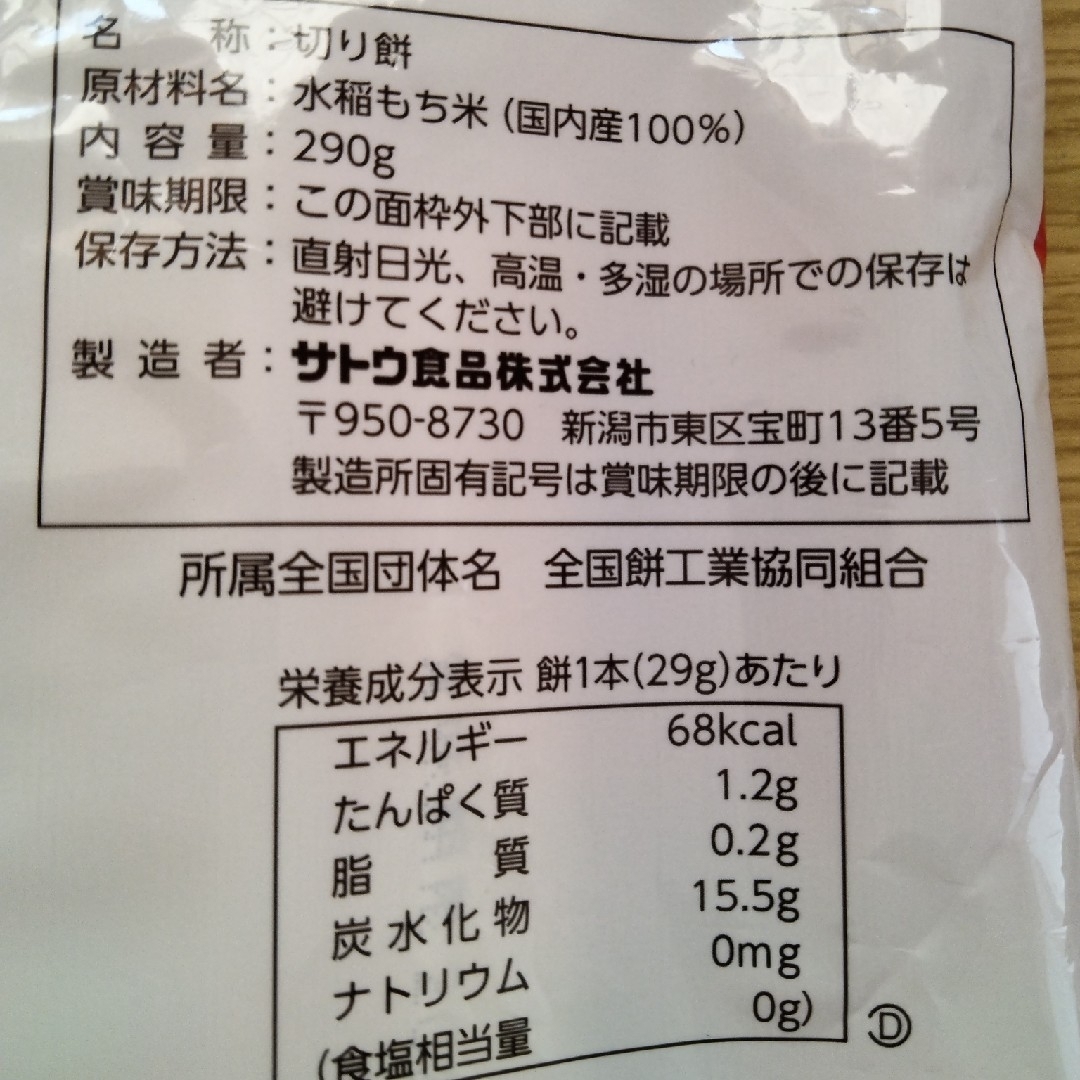 名称：切り餅
原材料名：水稲もち米（国内産100%）
内容量：290g
賞味期限：この面枠外下部に記載
保存方法：直射日光、高温・多湿の場所での保存は
避けてください。
製造者：サトウ食品株式会社
〒950-8730 新潟市東区宝町13番5号
製造所固有記号は賞味期限の後に記載
所属全国団体名 全国餅工業協同組合
栄養成分表示 餅1本(29g)あたり
エネルギー 68kcal
たんぱく質 1.2g
脂質 0.2g
炭水化物 15.5g
ナトリウム 0mg
(食塩相当量 0g)
D